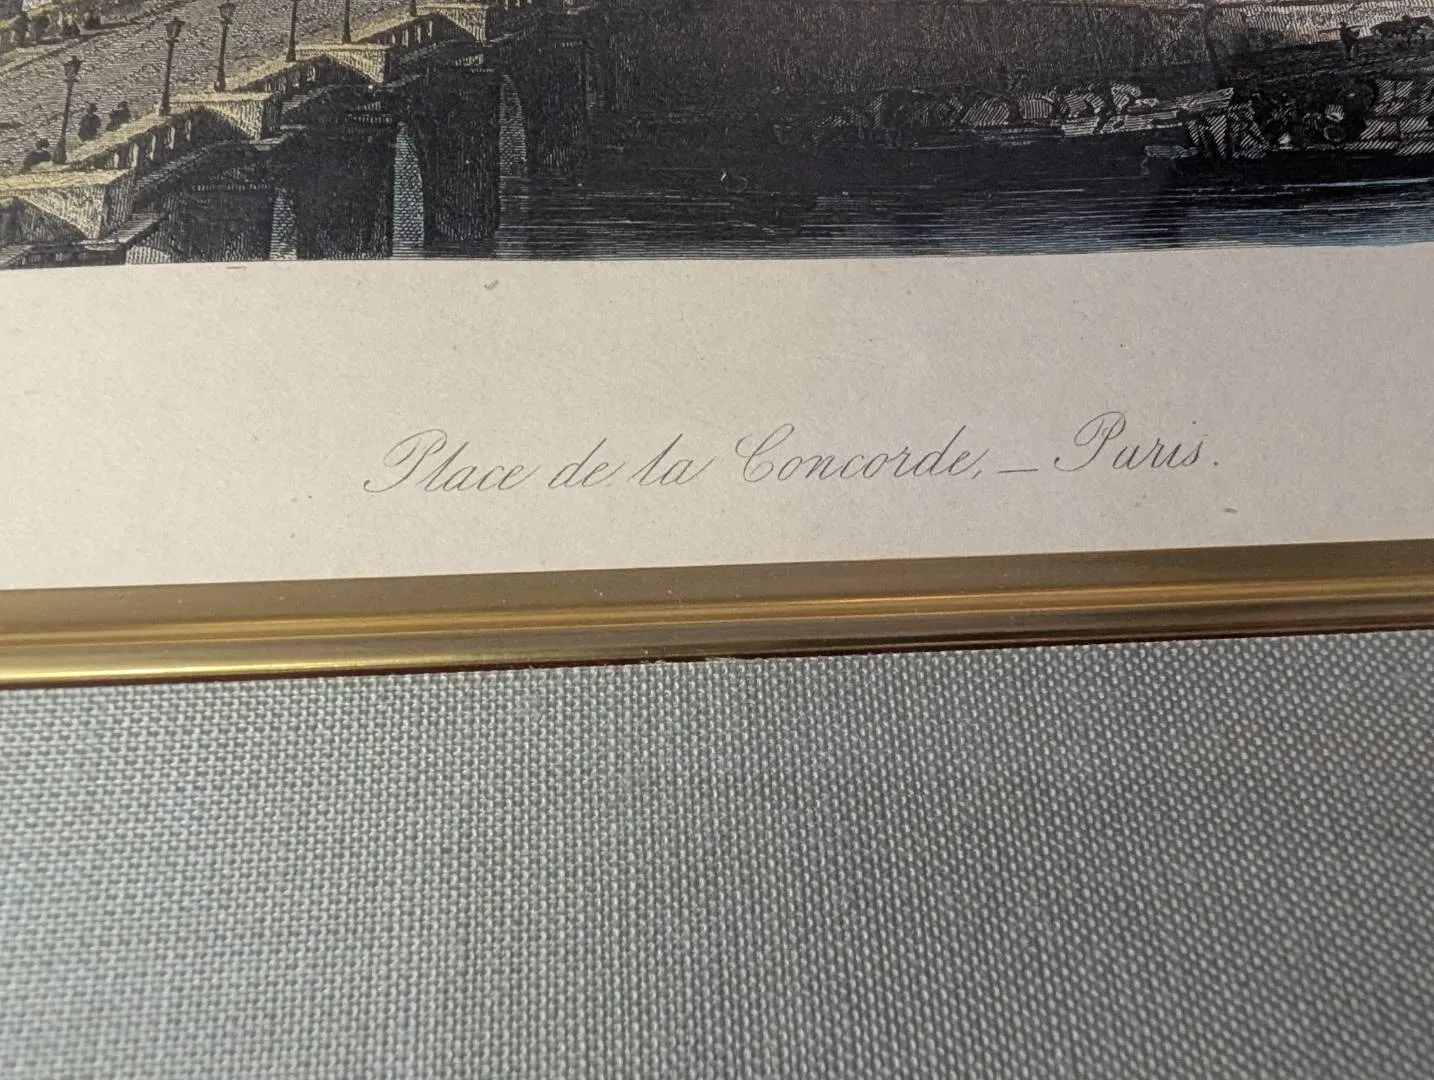 Place de la Concorde, – Paris.